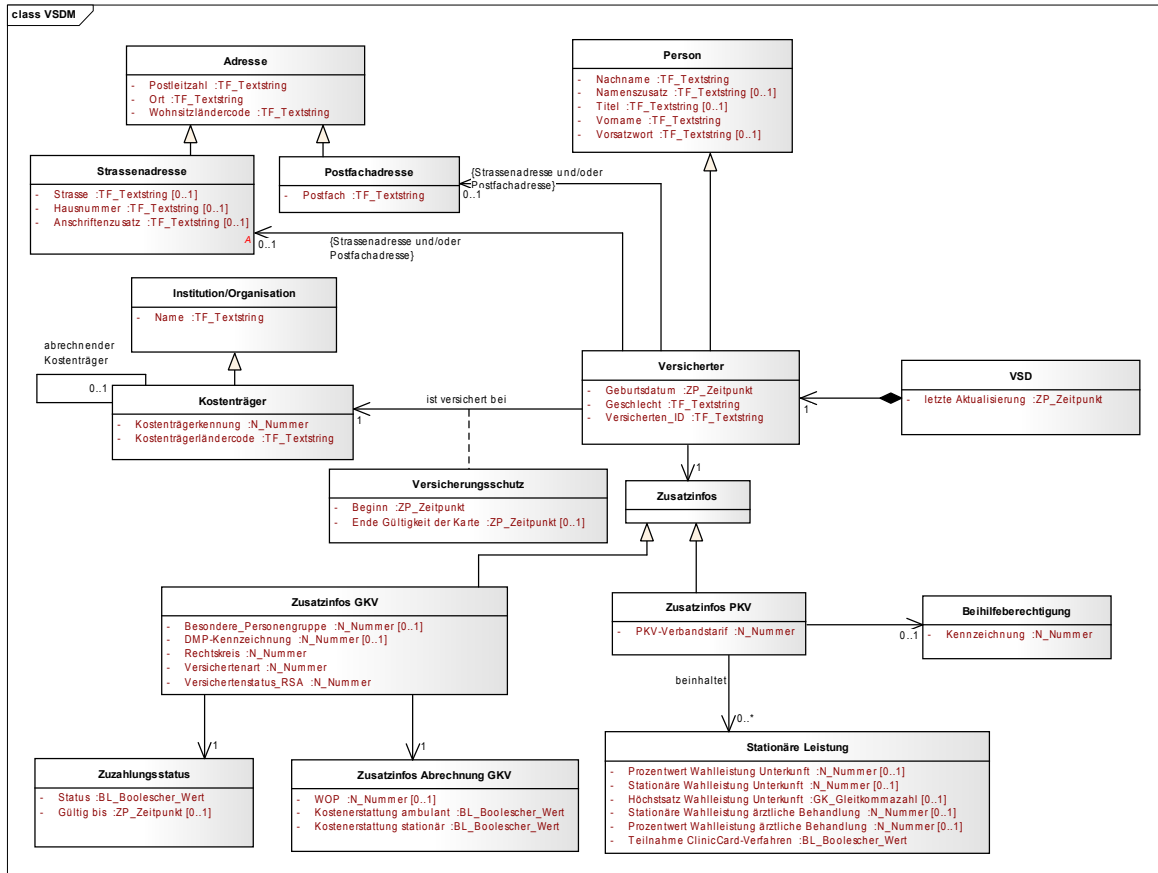 class VSDM
Adresse
- Postleitzahl :TF_Textstring
- Ort :TF_Textstring
- Wohnsitzländercode :TF_Textstring
Person
- Nachname :TF_Textstring
- Namenszusatz :TF_Textstring [0..1]
- Titel :TF_Textstring [0..1]
- Vorname :TF_Textstring
- Vorsatzwort :TF_Textstring [0..1]
Strassenadresse
- Strasse :TF_Textstring [0..1]
- Hausnummer :TF_Textstring [0..1]
- Anschriftenzusatz :TF_Textstring [0..1]
A
Postfachadresse
- Postfach :TF_Textstring
{Strassenadresse und/oder
Postfachadresse}
0..1
0..1
{Strassenadresse und/oder
Postfachadresse}
Institution/Organisation
- Name :TF_Textstring
abrechnender
Kostenträger
0..1
Kostenträger
- Kostenträgerkennung :N_Nummer
- Kostenträgerländercode :TF_Textstring
ist versichert bei
1
Versicherter
- Geburtsdatum :ZP_Zeitpunkt
- Geschlecht :TF_Textstring
- Versicherten_ID :TF_Textstring
1
VSD
- letzte Aktualisierung :ZP_Zeitpunkt
Versicherungsschutz
- Beginn :ZP_Zeitpunkt
- Ende Gültigkeit der Karte :ZP_Zeitpunkt [0..1]
1
Zusatzinfos
Zusatzinfos GKV
- Besondere_Personengruppe :N_Nummer [0..1]
- DMP-Kennzeichnung :N_Nummer [0..1]
- Rechtskreis :N_Nummer
- Versichertenart :N_Nummer
- Versichertenstatus_RSA :N_Nummer
Zusatzinfos PKV
- PKV-Verbandstarif :N_Nummer
0..1
Beihilfeberechtigung
- Kennzeichnung :N_Nummer
beinhaltet
0..*
1
1
Zuzahlungsstatus
- Status :BL_Boolescher_Wert
- Gültig bis :ZP_Zeitpunkt [0..1]
Zusatzinfos Abrechnung GKV
- WOP :N_Nummer [0..1]
- Kostenerstattung ambulant :BL_Boolescher_Wert
- Kostenerstattung stationär :BL_Boolescher_Wert
Stationäre Leistung
- Prozentwert Wahlleistung Unterkunft :N_Nummer [0..1]
- Stationäre Wahlleistung Unterkunft :N_Nummer [0..1]
- Höchstsatz Wahlleistung Unterkunft :GK_Gleitkommazahl [0..1]
- Stationäre Wahlleistung ärztliche Behandlung :N_Nummer [0..1]
- Prozentwert Wahlleistung ärztliche Behandlung :N_Nummer [0..1]
- Teilnahme ClinicCard-Verfahren :BL_Boolescher_Wert